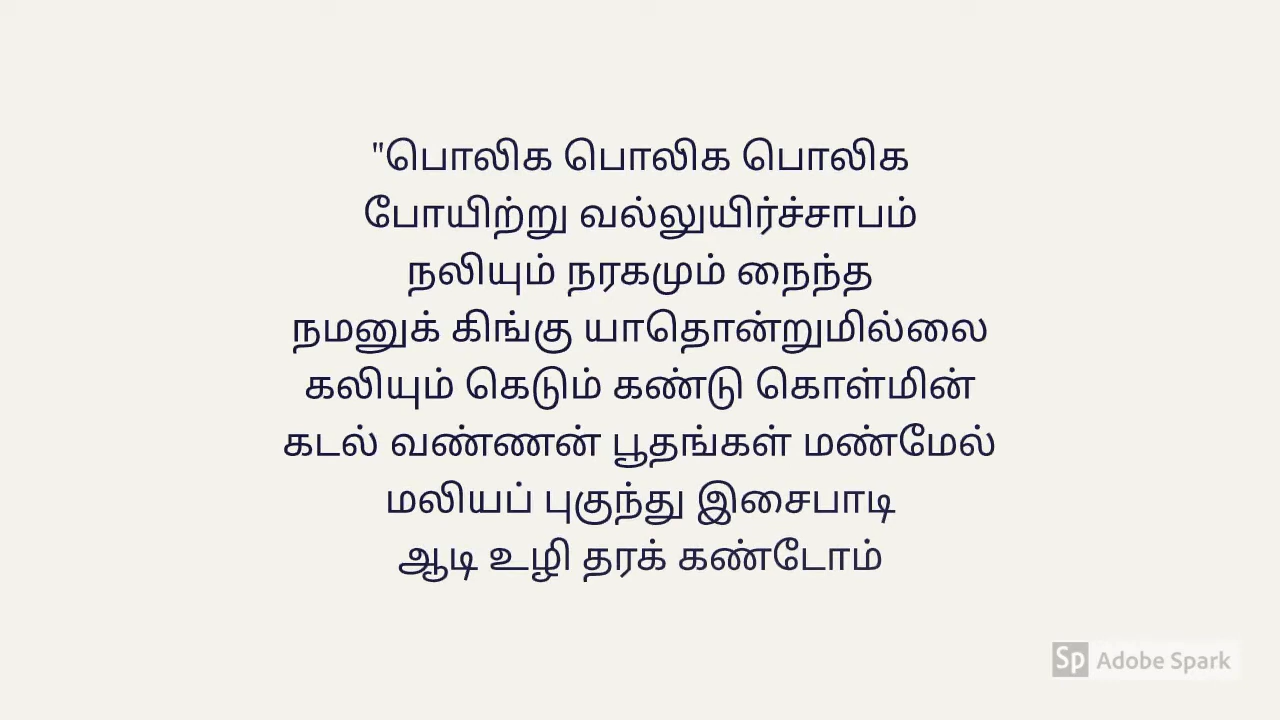 "பொலிக பொலிக பொலிக
போயிற்று வல்லுயிர்ச்சாபம்
நலியும் நரகமும் நைந்த
நமனுக் கிங்கு யாதொன்றுமில்லை
கலியும் கெடும் கண்டு கொள்மின்
கடல் வண்ணன் பூதங்கள் மண்மேல்
மலியப் புகுந்து இசைபாடி
ஆடி உழி தரக் கண்டோம்
Sp Adobe Spark